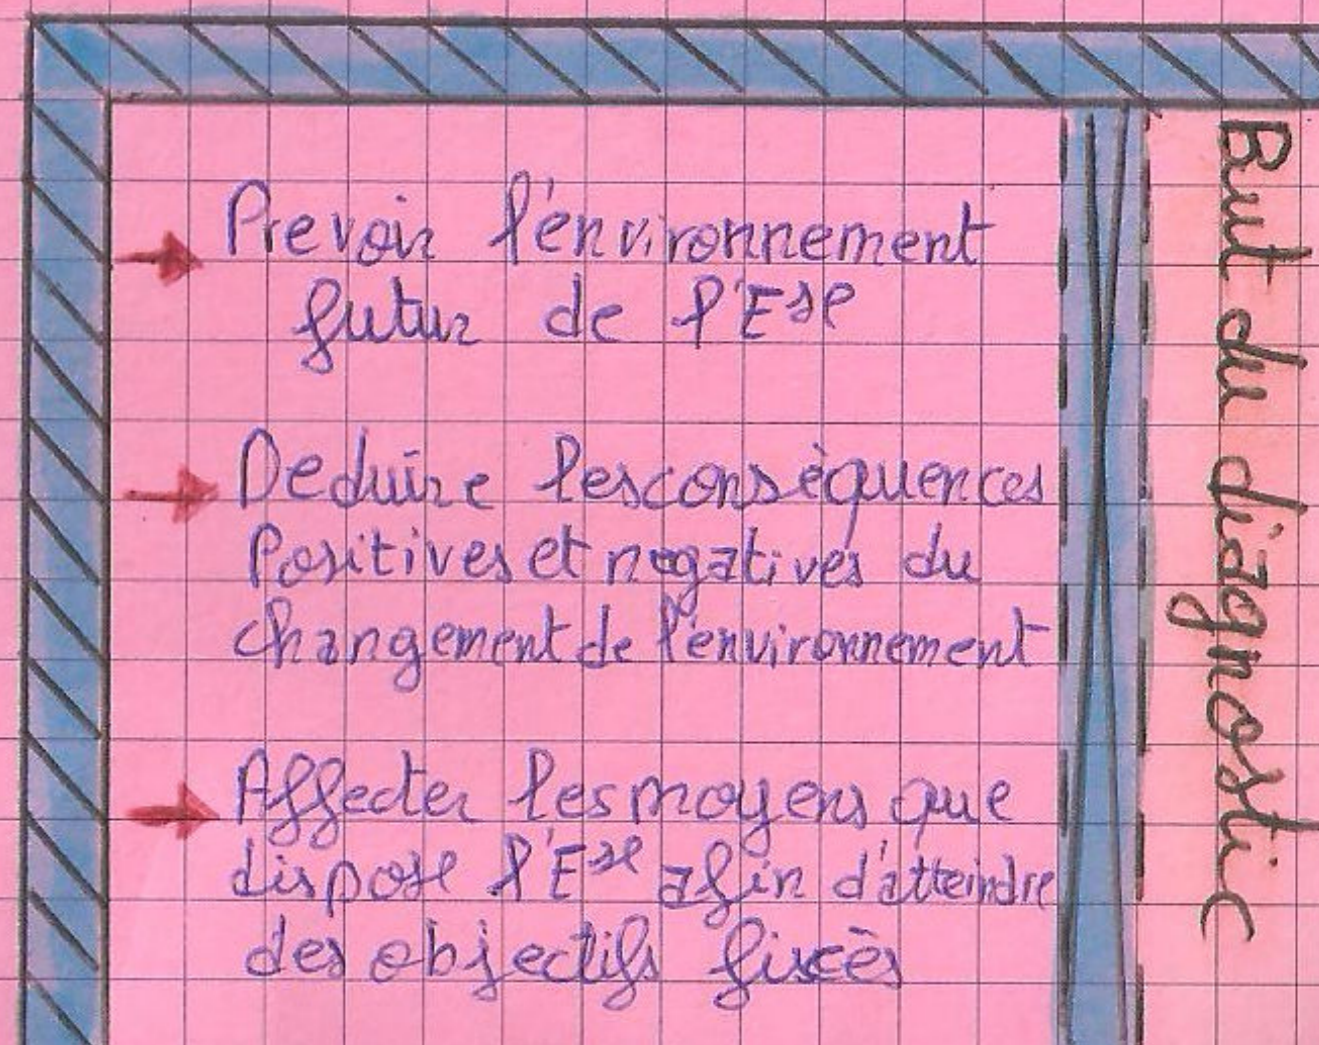 But du diagnostic
Prevoir l'environnement
futur de l'Ese
Deduire les conséquences
Positives et negatives du
changement de l'environnement
Affecter les moyens que
dispose l'Ese afin d'atteindre
des objectifs fiscès